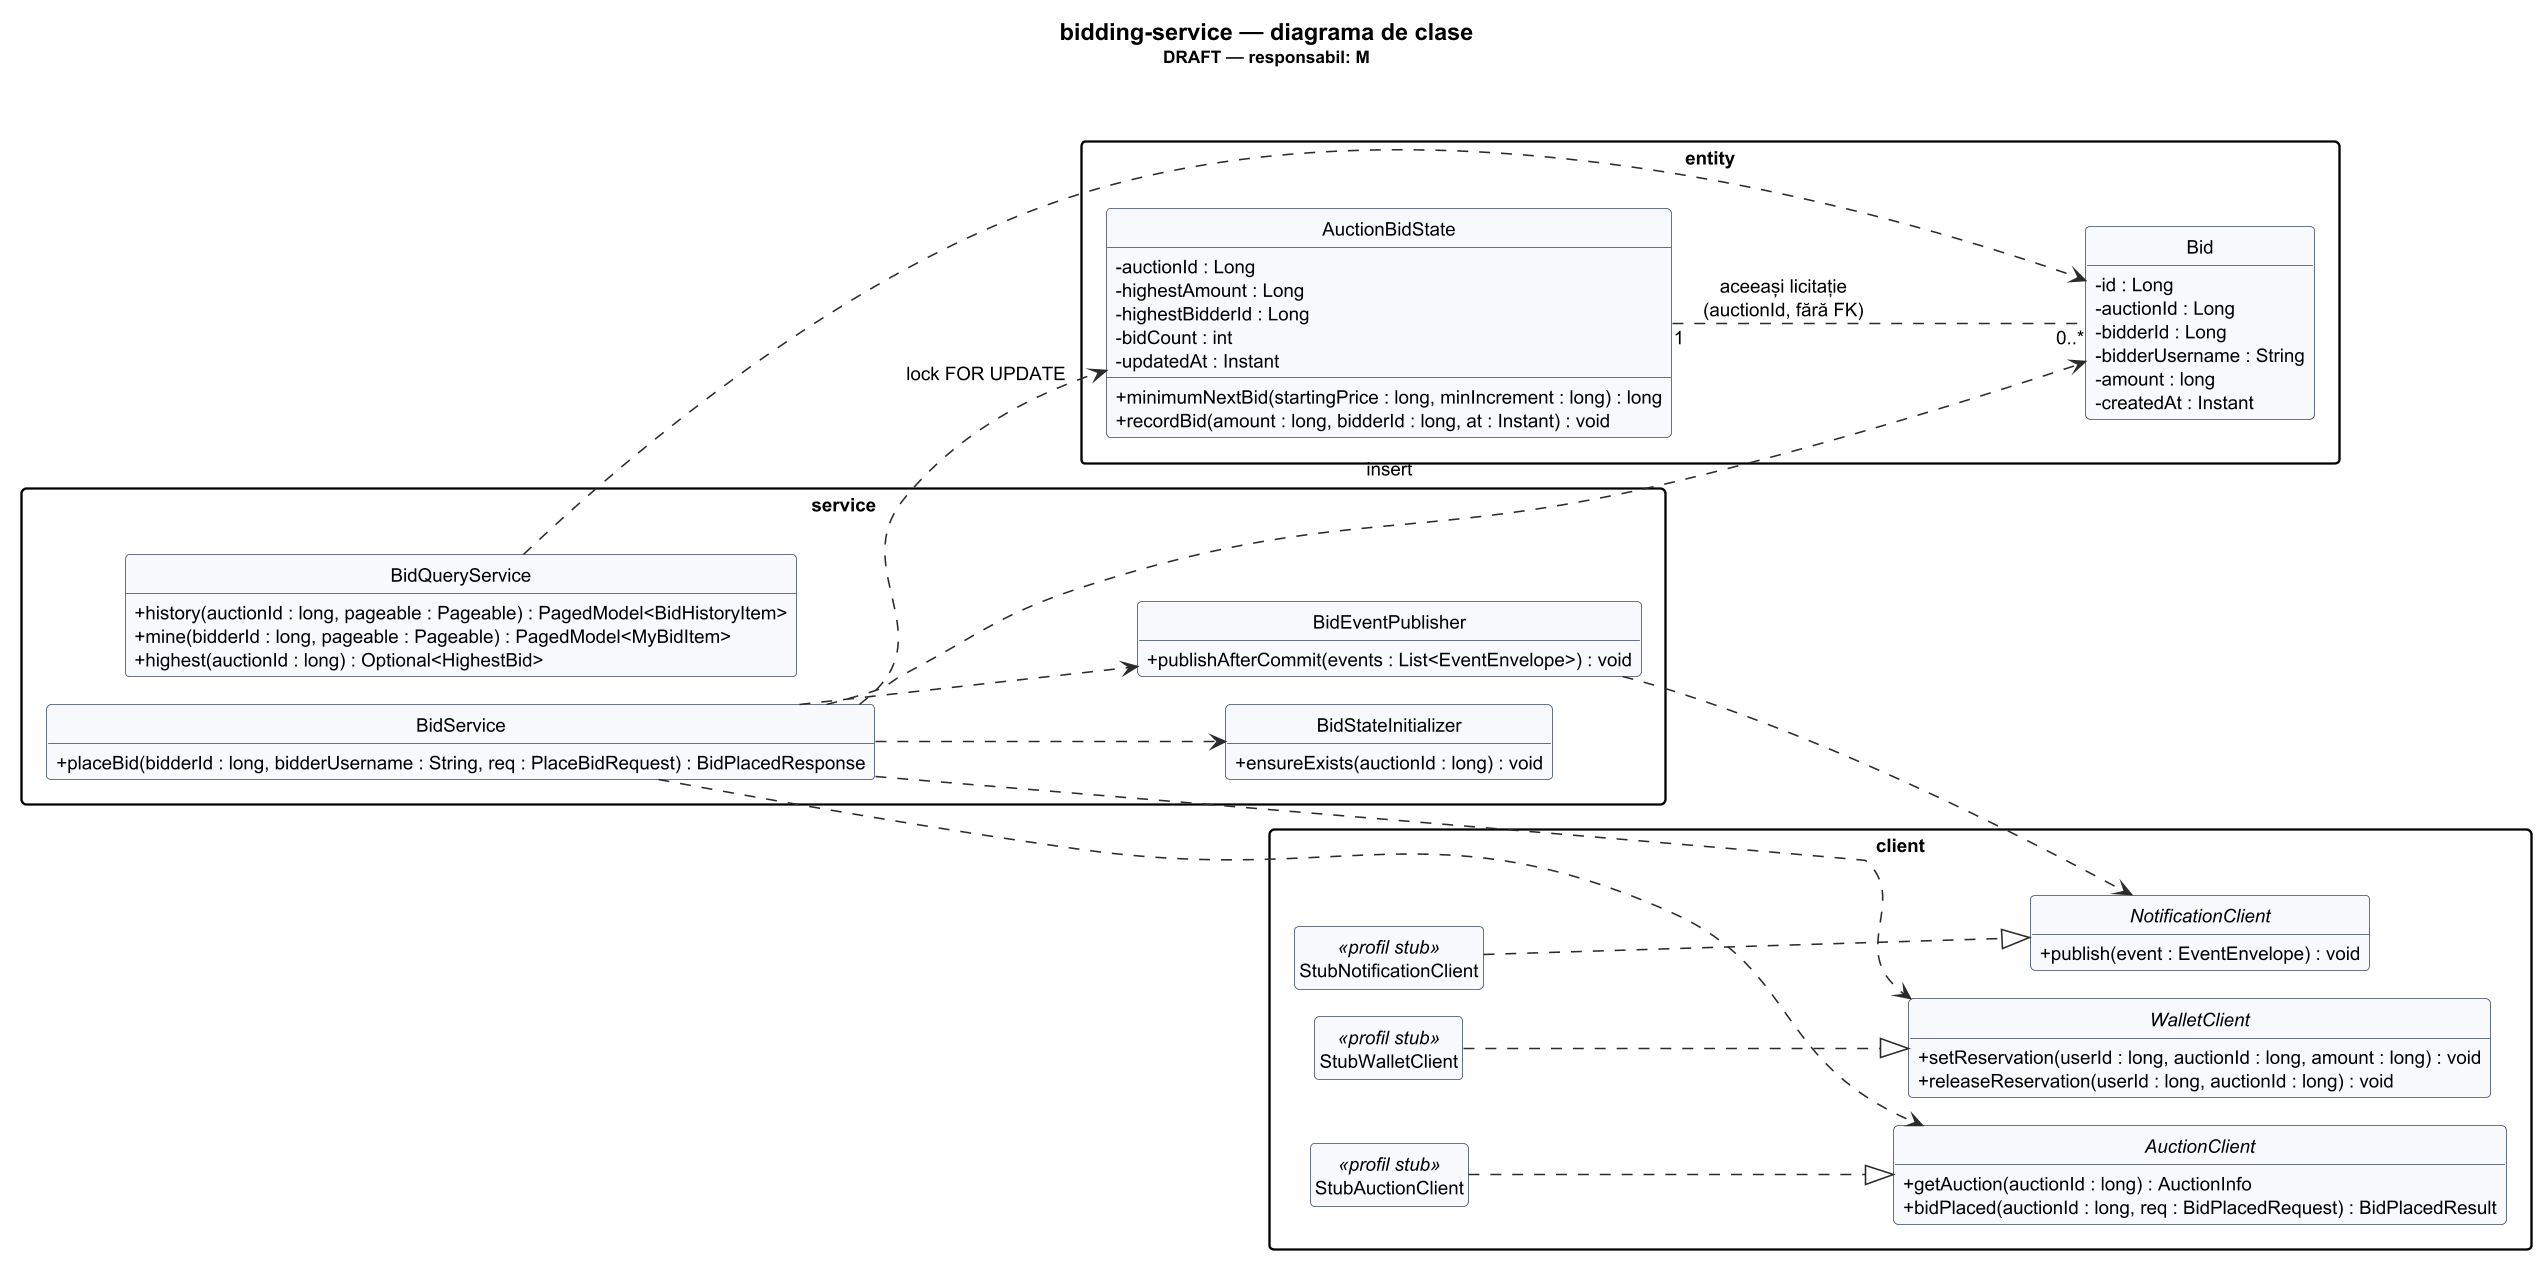 bidding-service — diagrama de clase
DRAFT — responsabil: M
entity
AuctionBidState
-auctionId : Long
-highestAmount : Long
-highestBidderId : Long
-bidCount : int
-updatedAt : Instant
+minimumNextBid(startingPrice : long, minIncrement : long) : long
+recordBid(amount : long, bidderId : long, at : Instant) : void
aceeași licitație
(auctionId, fără FK)
1
0..*
Bid
-id : Long
-auctionId : Long
-bidderId : Long
-bidderUsername : String
-amount : long
-createdAt : Instant
lock FOR UPDATE
insert
service
BidQueryService
+history(auctionId : long, pageable : Pageable) : PagedModel<BidHistoryItem>
+mine(bidderId : long, pageable : Pageable) : PagedModel<MyBidItem>
+highest(auctionId : long) : Optional<HighestBid>
BidEventPublisher
+publishAfterCommit(events : List<EventEnvelope>) : void
BidService
+placeBid(bidderId : long, bidderUsername : String, req : PlaceBidRequest) : BidPlacedResponse
BidStateInitializer
+ensureExists(auctionId : long) : void
client
«profil stub»
StubNotificationClient
NotificationClient
+publish(event : EventEnvelope) : void
«profil stub»
StubWalletClient
WalletClient
+setReservation(userId : long, auctionId : long, amount : long) : void
+releaseReservation(userId : long, auctionId : long) : void
«profil stub»
StubAuctionClient
AuctionClient
+getAuction(auctionId : long) : AuctionInfo
+bidPlaced(auctionId : long, req : BidPlacedRequest) : BidPlacedResult